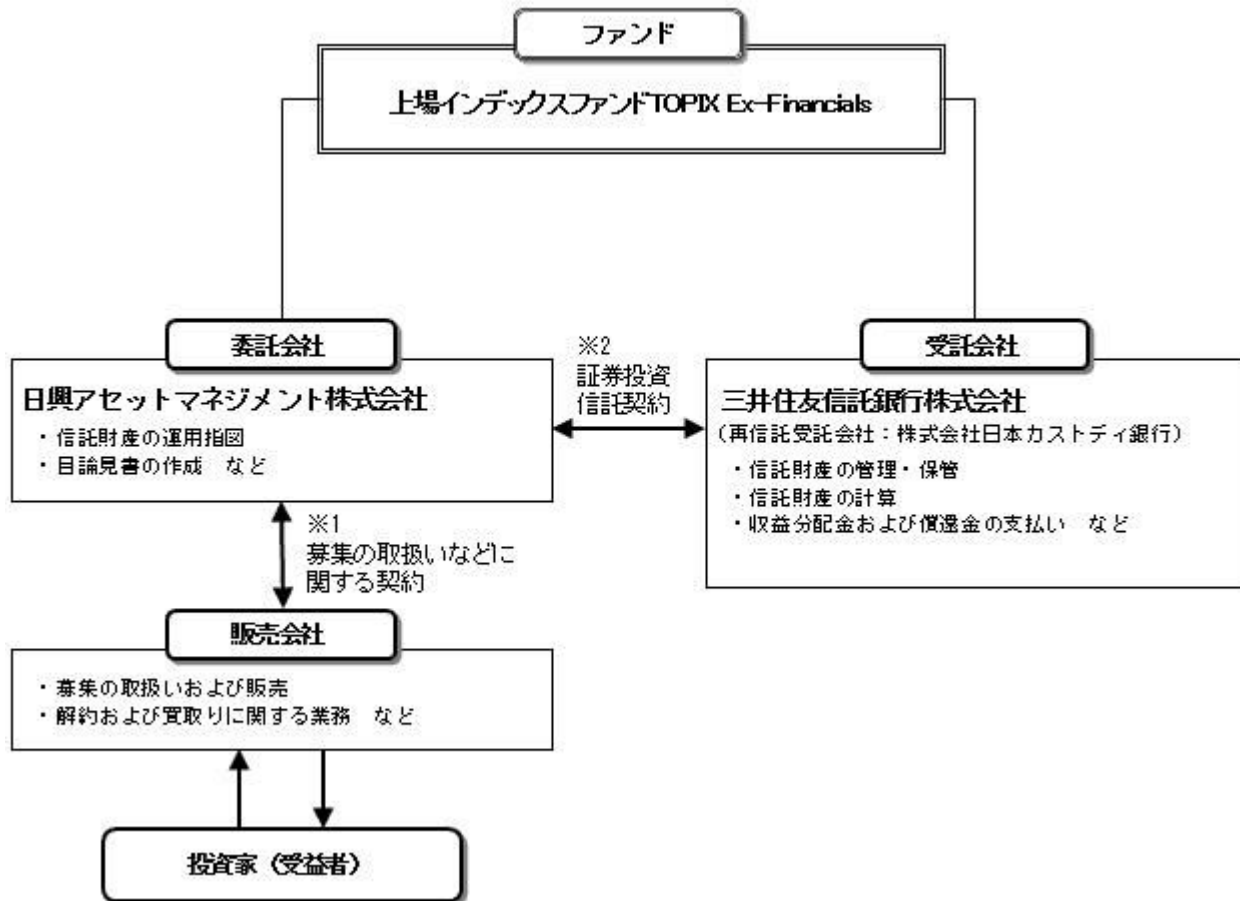 ファンド
上場インデックスファンドTOPIX Ex-Financials
委託会社
日興アセットマネジメント株式会社
・信託財産の運用指図
・目論見書の作成 など
※2
証券投資
信託契約
受託会社
三井住友信託銀行株式会社
(再信託受託会社：株式会社日本カストディ銀行)
・信託財産の管理・保管
・信託財産の計算
・収益分配金および償還金の支払い など
※1
募集の取扱いなどに
関する契約
販売会社
・募集の取扱いおよび販売
・解約および買取りに関する業務 など
投資家（受益者）